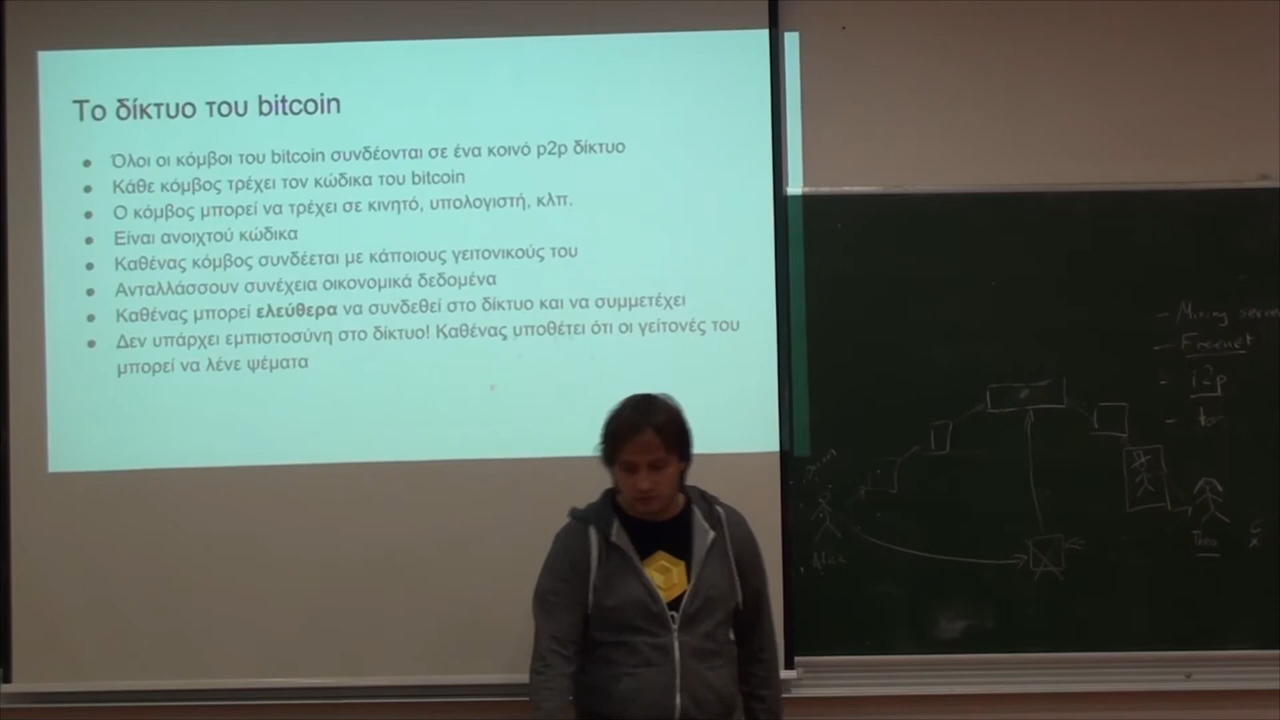 Το δίκτυο του bitcoin
● Όλοι οι κόμβοι του bitcoin συνδέονται σε ένα κοινό p2p δίκτυο
● Κάθε κόμβος τρέχει τον κώδικα του bitcoin
● Ο κόμβος μπορεί να τρέχει σε κινητό, υπολογιστή, κλπ.
● Είναι ανοιχτού κώδικα
● Καθένας κόμβος συνδέεται με κάποιους γειτονικούς του
● Ανταλλάσσουν συνέχεια οικονομικά δεδομένα
● Καθένας μπορεί ελεύθερα να συνδεθεί στο δίκτυο και να συμμετέχει
● Δεν υπάρχει εμπιστοσύνη στο δίκτυο! Καθένας υποθέτει ότι οι γείτονές του
μπορεί να λένε ψέματα
- Mixing
- Freenet
- i2p
- tor
Alice